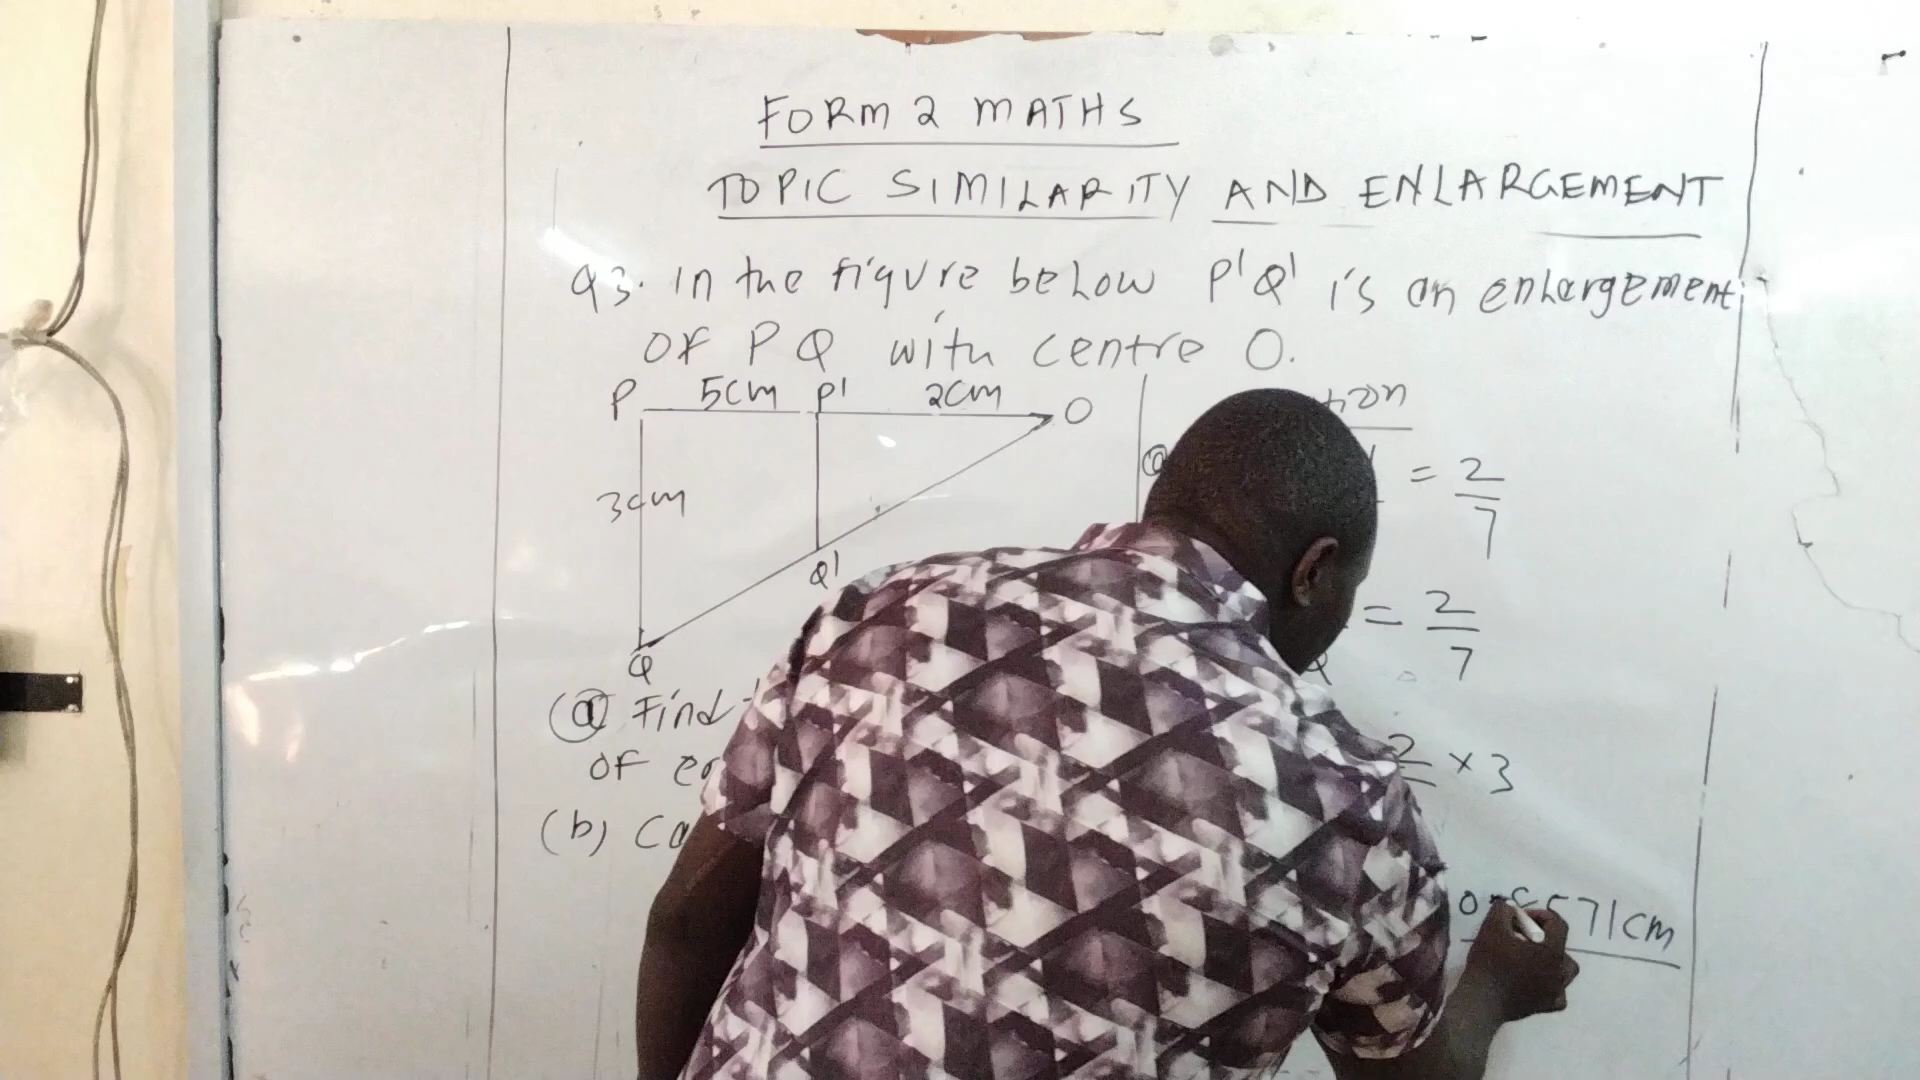 FORM 2 MATHS
TOPIC SIMILARITY AND ENLARGEMENT
Q3. In the figure below P'Q' is an enlargement
of PQ with centre O.
P 5cm P' 2cm O
3cm
Q'
Q
(a) Find
of
(b)
(a)
= 2/7
= 2/7
Q
2 × 3
571cm